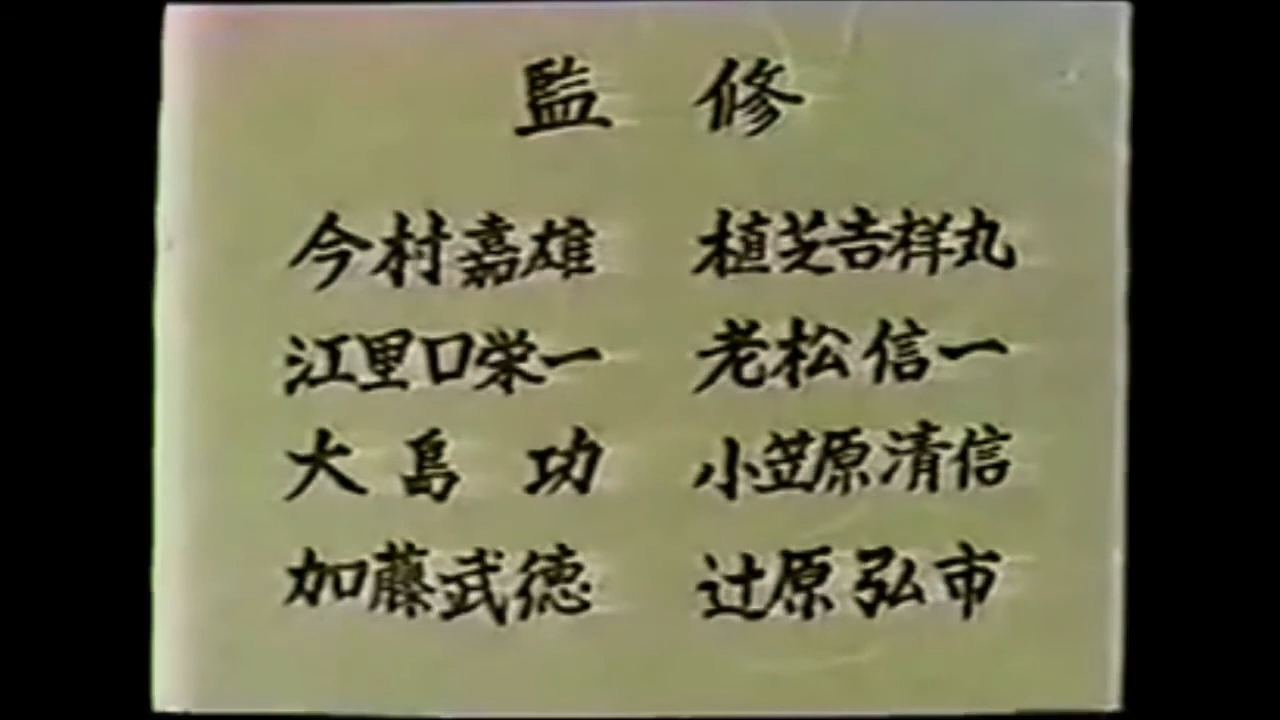 監 修
今村嘉雄 植芝吉祥丸
江里口栄一 老松信一
大島 功 小笠原清信
加藤武徳 辻原弘市